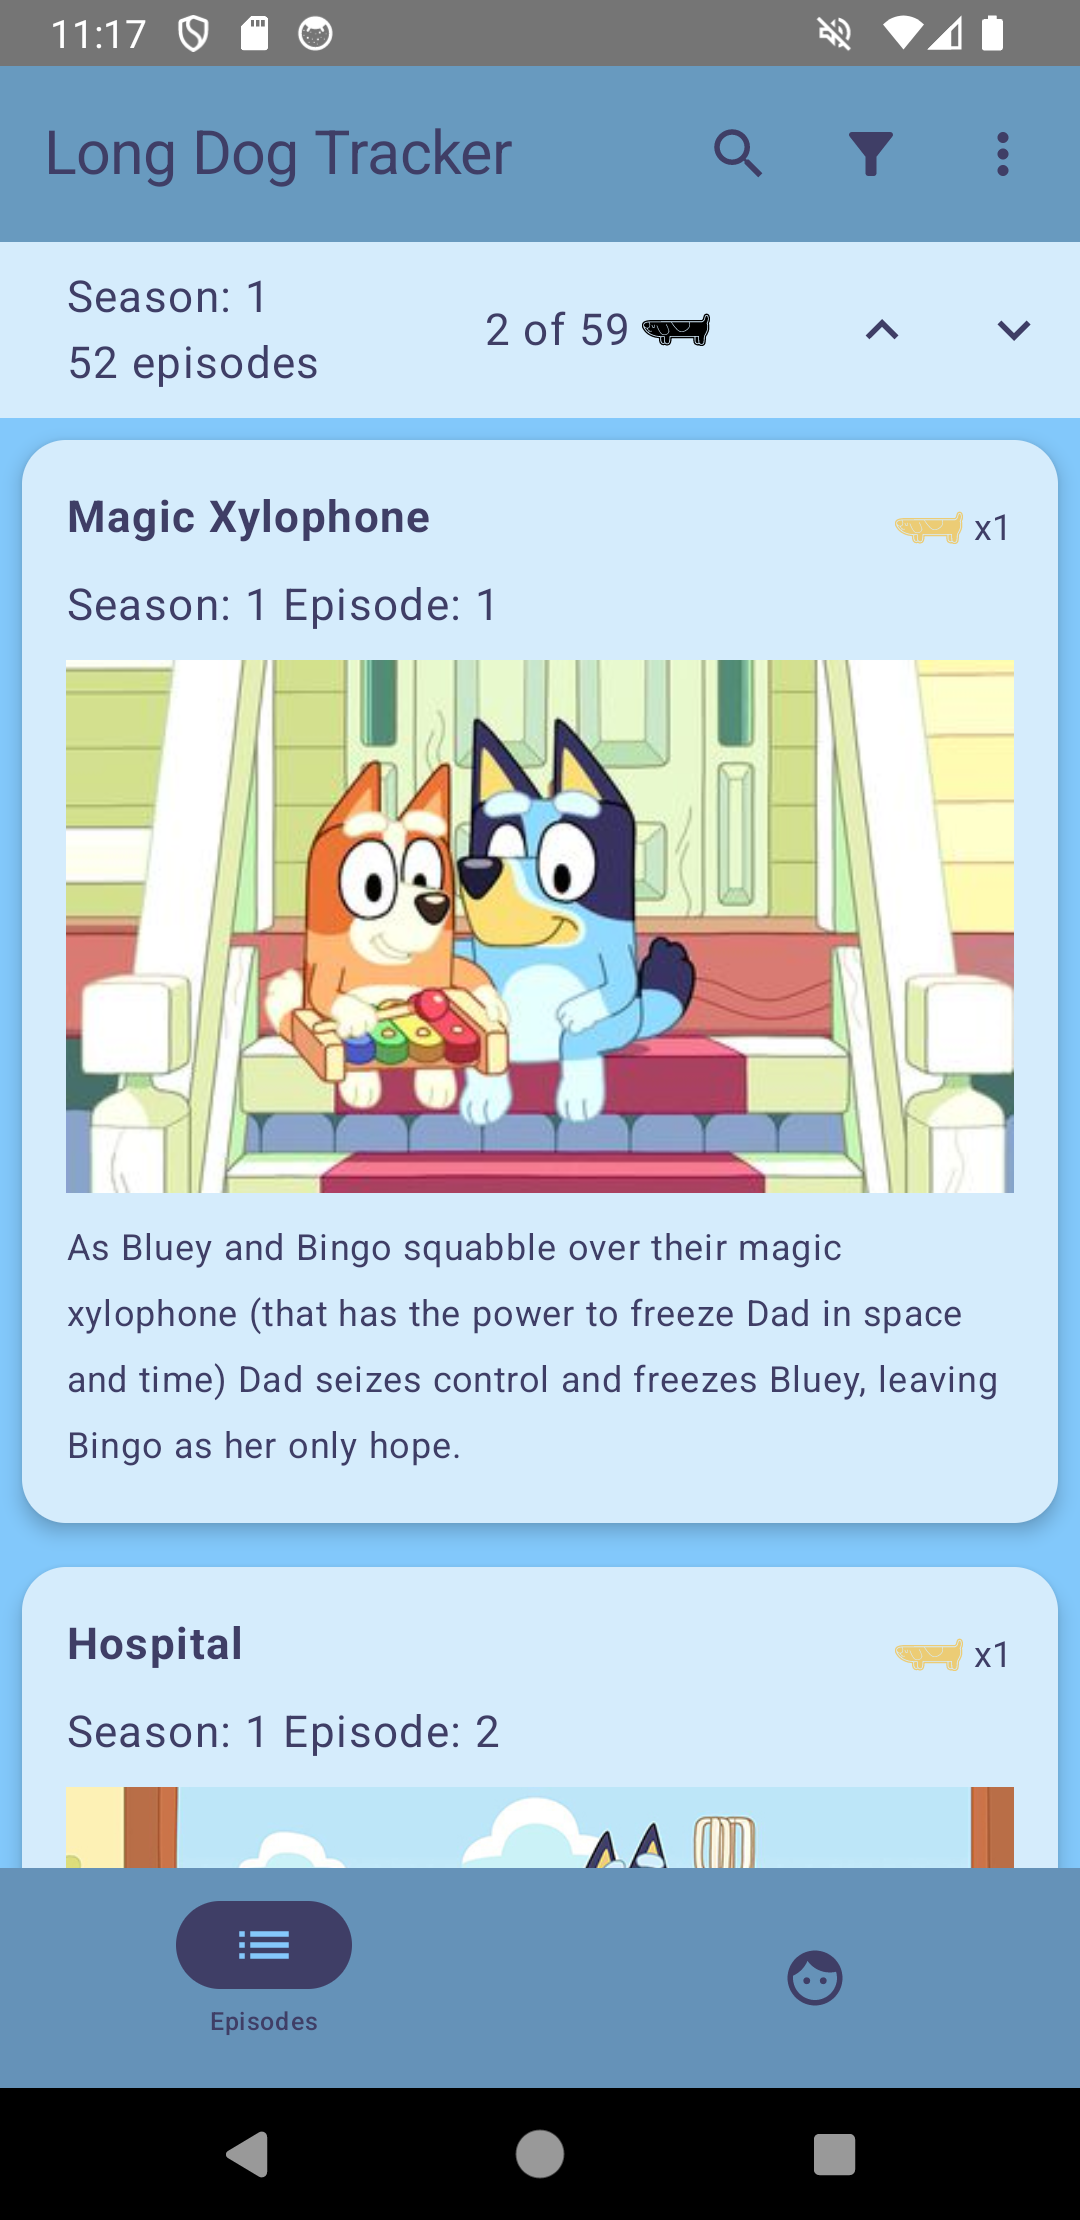 11:17
Long Dog Tracker
Season: 1
52 episodes
2 of 59
Magic Xylophone
x1
Season: 1 Episode: 1
As Bluey and Bingo squabble over their magic
xylophone (that has the power to freeze Dad in space
and time) Dad seizes control and freezes Bluey, leaving
Bingo as her only hope.
Hospital
x1
Season: 1 Episode: 2
Episodes